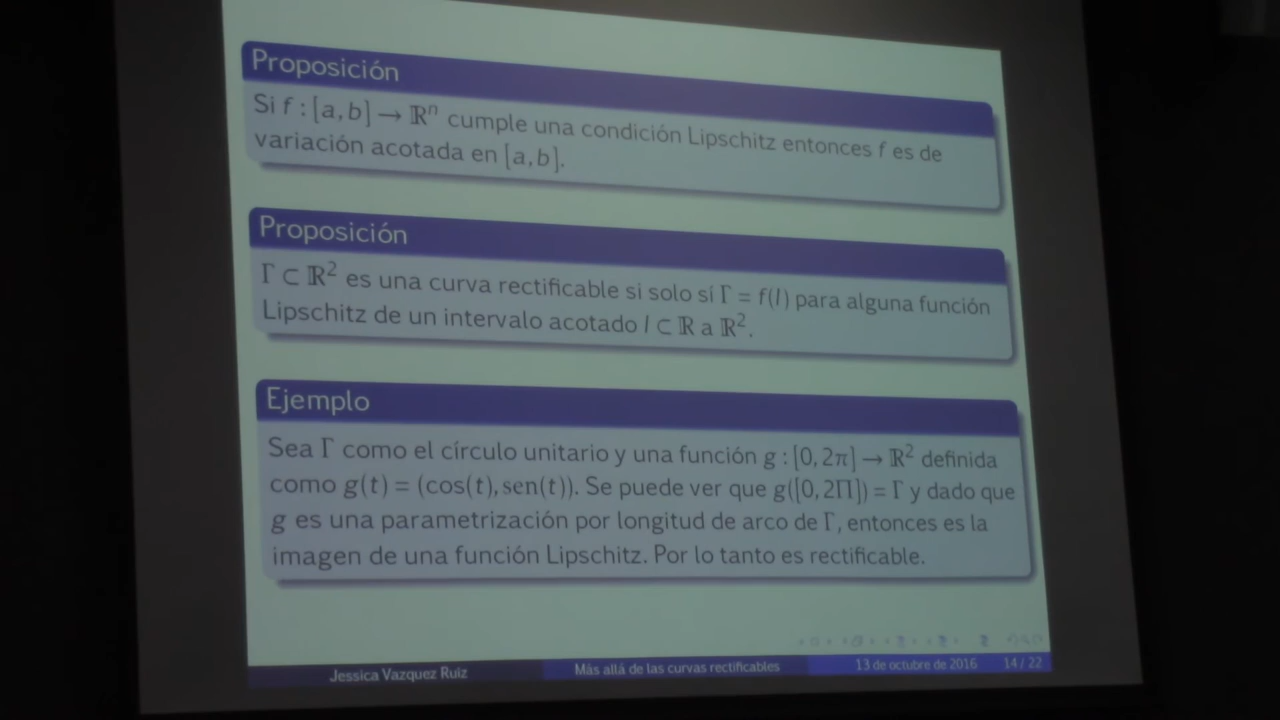 Proposición
Si f : [a, b] → ℝⁿ cumple una condición Lipschitz entonces f es de
variación acotada en [a, b].
Proposición
Γ ⊂ ℝ² es una curva rectificable si solo sí Γ = f(I) para alguna función
Lipschitz de un intervalo acotado I ⊂ ℝ a ℝ².
Ejemplo
Sea Γ como el círculo unitario y una función g : [0, 2π] → ℝ² definida
como g(t) = (cos(t), sen(t)). Se puede ver que g([0, 2Π]) = Γ y dado que
g es una parametrización por longitud de arco de Γ, entonces es la
imagen de una función Lipschitz. Por lo tanto es rectificable.
Jessica Vazquez Ruiz Más allá de las curvas rectificables 13 de octubre de 2016 14 / 22